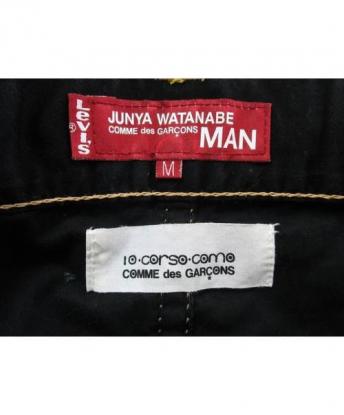 Levi's
®
JUNYA WATANABE
COMME des GARÇONS MAN
M
10·corso·como
COMME des GARÇONS